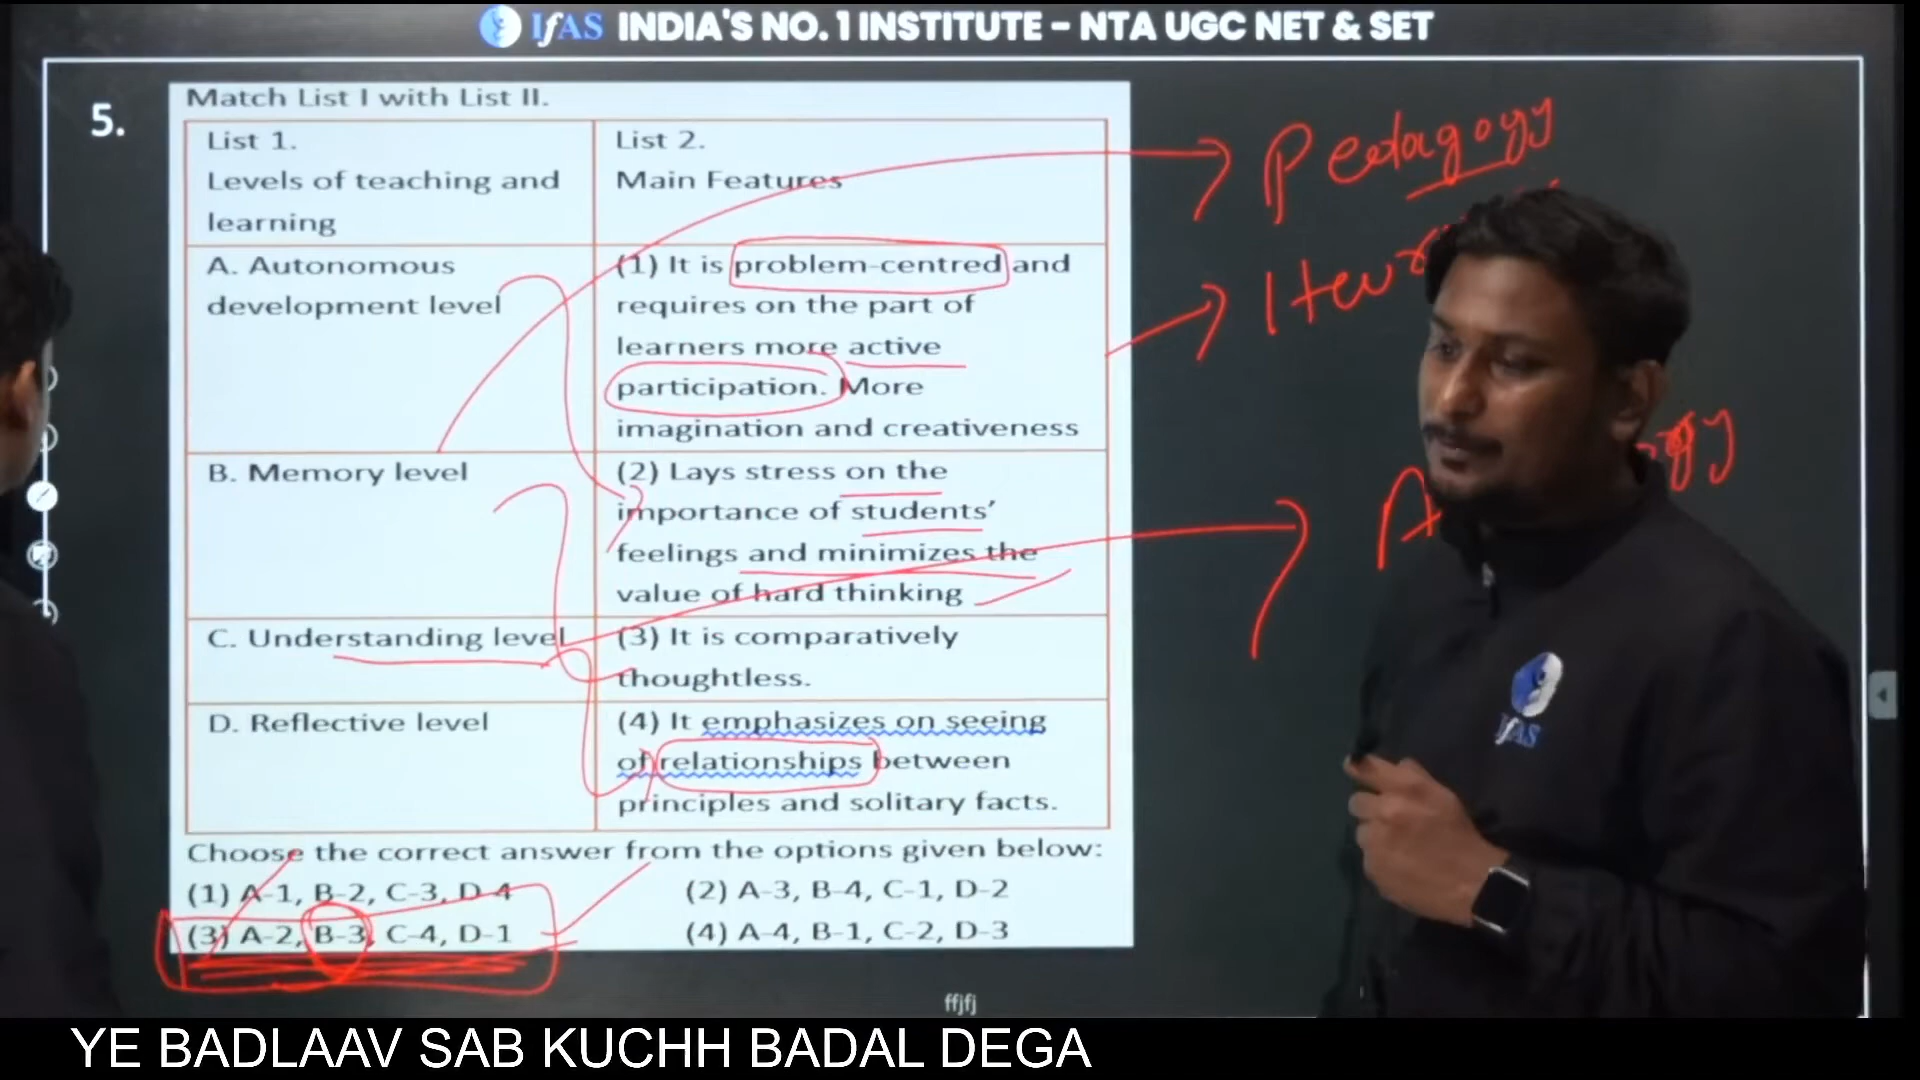 IfAS INDIA'S NO. 1 INSTITUTE - NTA UGC NET & SET
5.
Match List I with List II.
List 1.
Levels of teaching and
learning
List 2.
Main Features
A. Autonomous
development level
(1) It is problem-centred and
requires on the part of
learners more active
participation. More
imagination and creativeness
B. Memory level
(2) Lays stress on the
importance of students'
feelings and minimizes the
value of hard thinking
C. Understanding level
(3) It is comparatively
thoughtless.
D. Reflective level
(4) It emphasizes on seeing
of relationships between
principles and solitary facts.
Choose the correct answer from the options given below:
(1) A-1, B-2, C-3, D-4
(2) A-3, B-4, C-1, D-2
(3) A-2, B-3, C-4, D-1
(4) A-4, B-1, C-2, D-3
Pedagogy
IfAS
ffjfj
YE BADLAAV SAB KUCHH BADAL DEGA